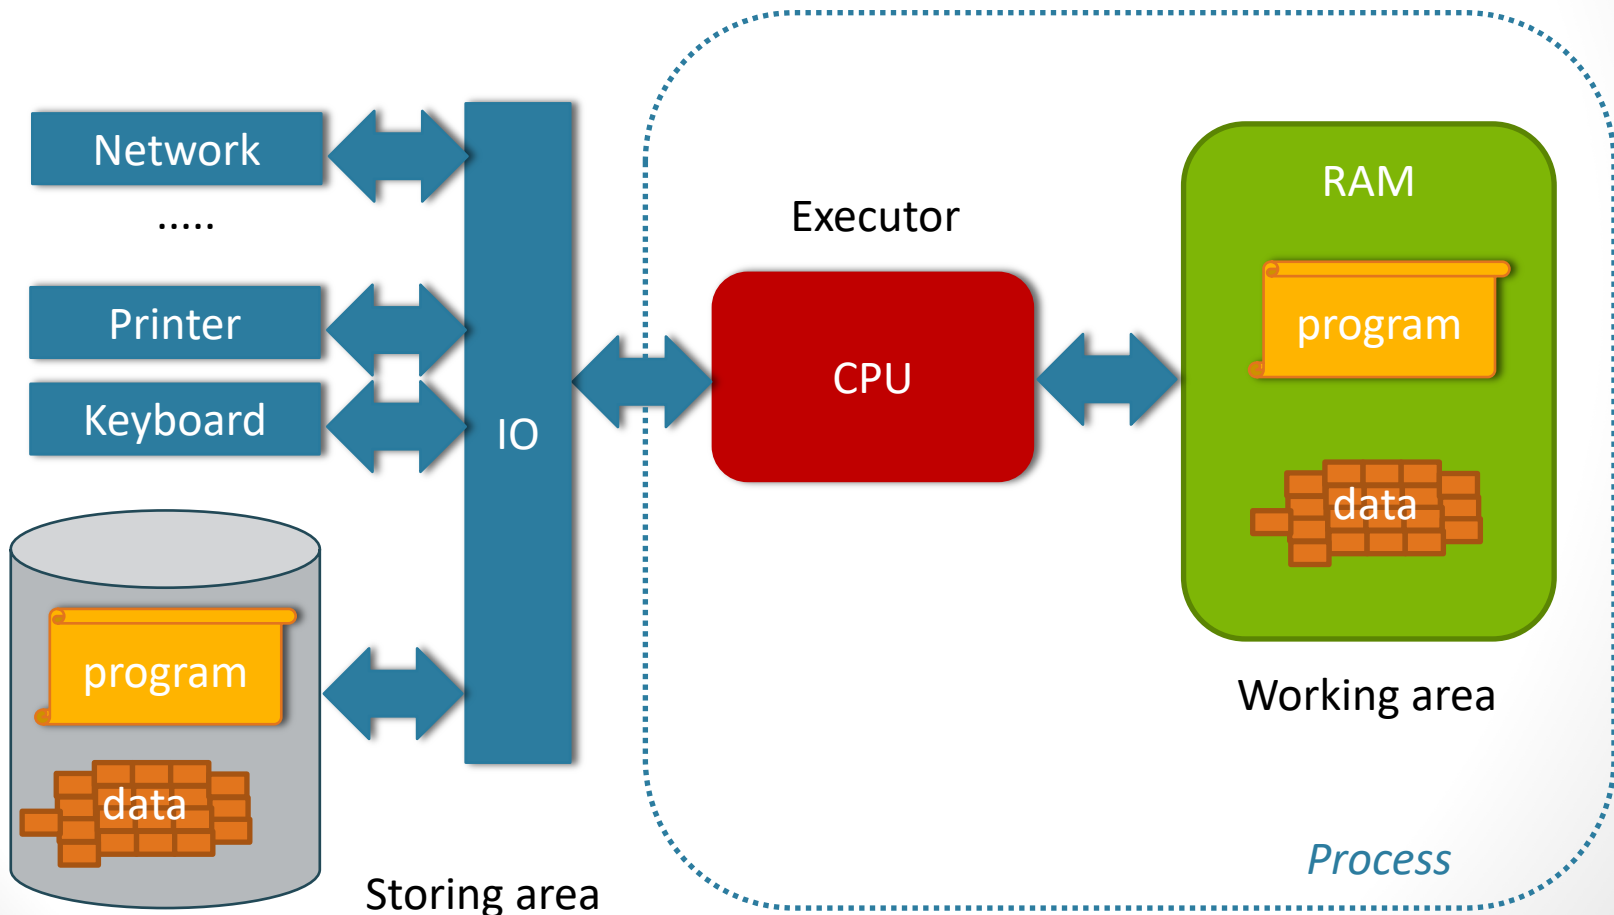 Network
.....
Printer
Keyboard
IO
program
data
Storing area
Executor
CPU
RAM
program
data
Working area
Process